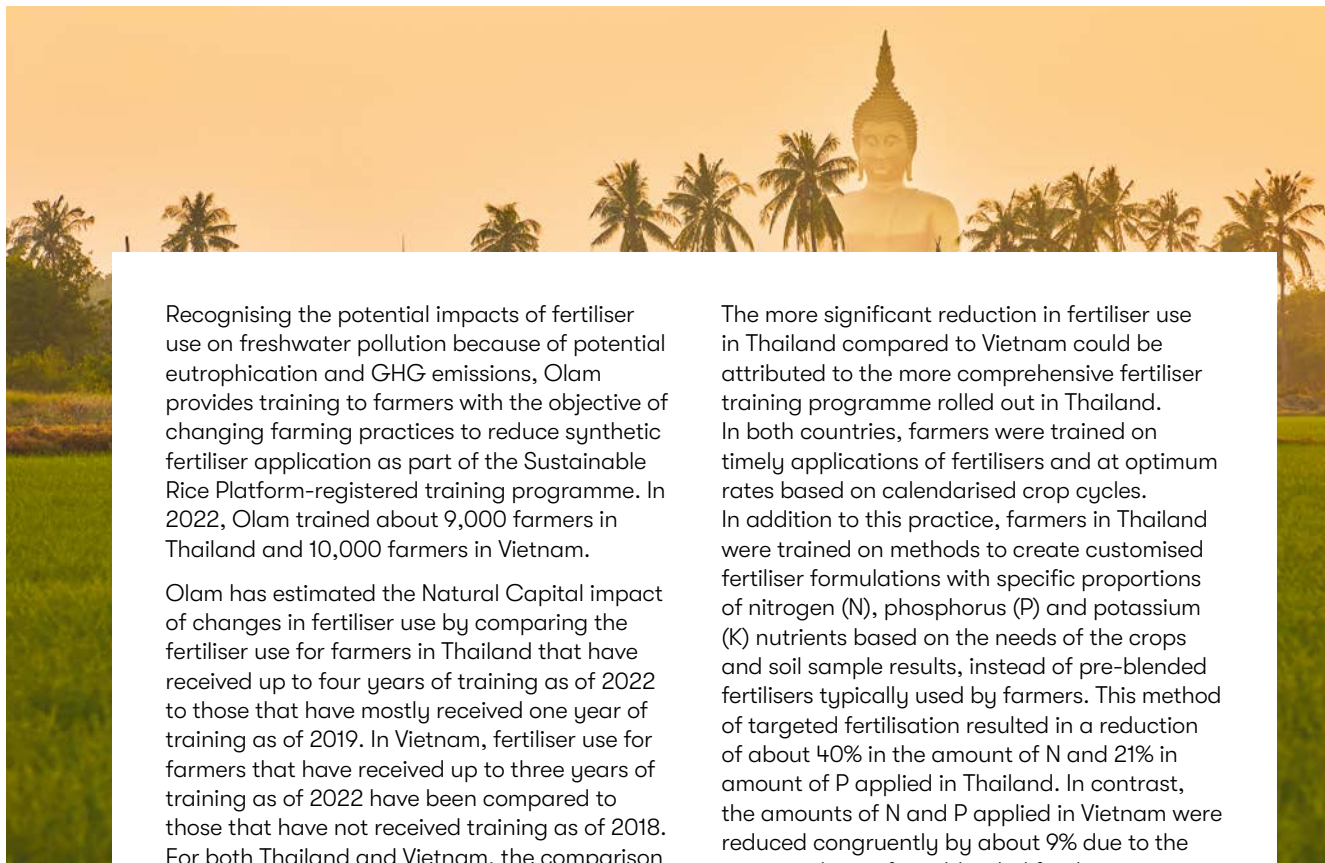 Recognising the potential impacts of fertiliser
use on freshwater pollution because of potential
eutrophication and GHG emissions, Olam
provides training to farmers with the objective of
changing farming practices to reduce synthetic
fertiliser application as part of the Sustainable
Rice Platform-registered training programme. In
2022, Olam trained about 9,000 farmers in
Thailand and 10,000 farmers in Vietnam.
Olam has estimated the Natural Capital impact
of changes in fertiliser use by comparing the
fertiliser use for farmers in Thailand that have
received up to four years of training as of 2022
to those that have mostly received one year of
training as of 2019. In Vietnam, fertiliser use for
farmers that have received up to three years of
training as of 2022 have been compared to
those that have not received training as of 2018.
For both Thailand and Vietnam, the comparison
The more significant reduction in fertiliser use
in Thailand compared to Vietnam could be
attributed to the more comprehensive fertiliser
training programme rolled out in Thailand.
In both countries, farmers were trained on
timely applications of fertilisers and at optimum
rates based on calendarised crop cycles.
In addition to this practice, farmers in Thailand
were trained on methods to create customised
fertiliser formulations with specific proportions
of nitrogen (N), phosphorus (P) and potassium
(K) nutrients based on the needs of the crops
and soil sample results, instead of pre-blended
fertilisers typically used by farmers. This method
of targeted fertilisation resulted in a reduction
of about 40% in the amount of N and 21% in
amount of P applied in Thailand. In contrast,
the amounts of N and P applied in Vietnam were
reduced congruently by about 9% due to the